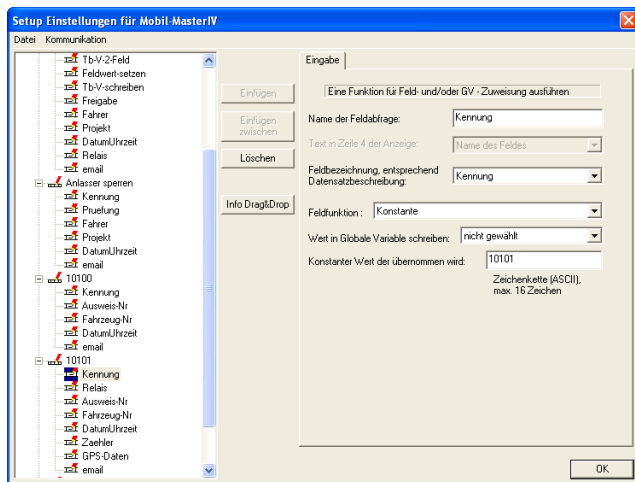 Setup Einstellungen für Mobil-MasterIV
Datei Kommunikation
Tb-V-2-Feld
Feldwert-setzen
Tb-V-schreiben
Freigabe
Fahrer
Projekt
DatumUhrzeit
Relais
email
Anlasser sperren
Kennung
Pruefung
Fahrer
Projekt
DatumUhrzeit
email
10100
Kennung
Ausweis-Nr
Fahrzeug-Nr
DatumUhrzeit
email
10101
Kennung
Relais
Ausweis-Nr
Fahrzeug-Nr
DatumUhrzeit
Zaehler
GPS-Daten
email
Einfügen
Einfügen
zwischen
Löschen
Info Drag&Drop
Eingabe
Eine Funktion für Feld- und/oder GV - Zuweisung ausführen
Name der Feldabfrage: Kennung
Text in Zeile 4 der Anzeige: Name des Feldes
Feldbezeichnung, entsprechend
Datensatzbeschreibung: Kennung
Feldfunktion : Konstante
Wert in Globale Variable schreiben: nicht gewählt
Konstanter Wert der übernommen wird: 10101
Zeichenkette (ASCII),
max. 16 Zeichen
OK